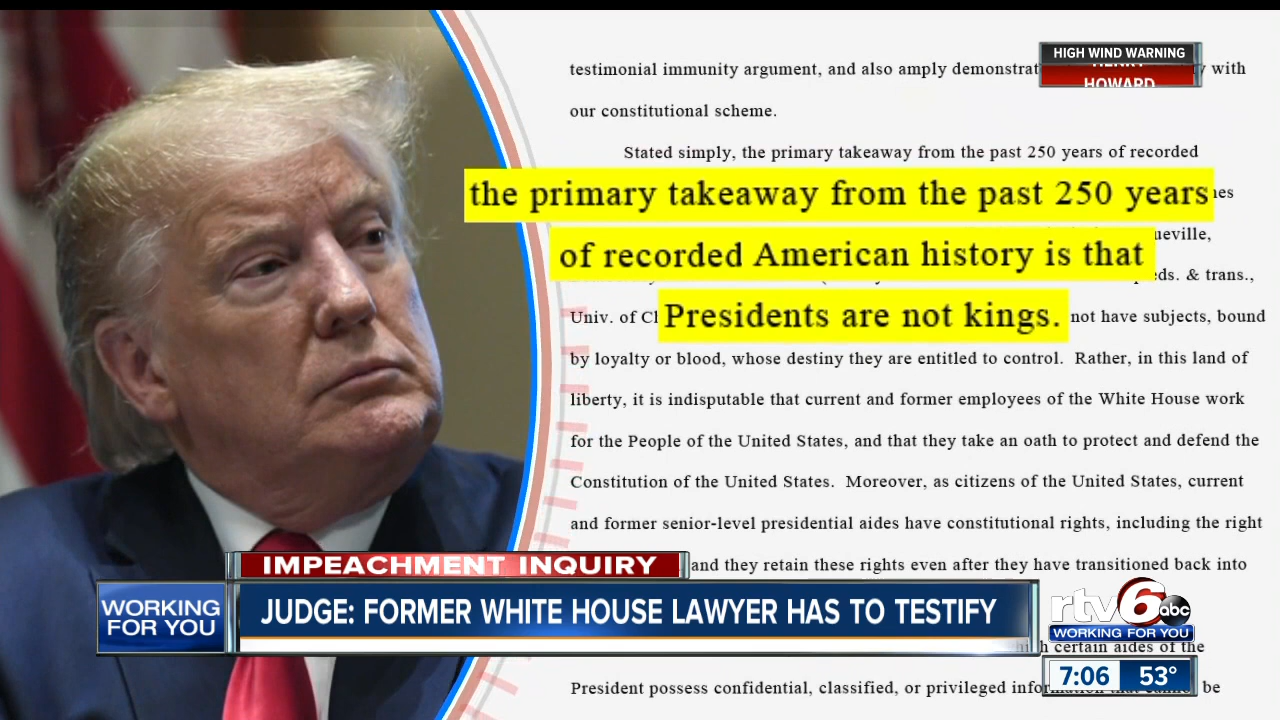 HIGH WIND WARNING
HOWARD
testimonial immunity argument, and also amply with
our constitutional scheme.
Stated simply, the primary takeaway from the past 250 years of recorded
the primary takeaway from the past 250 years
of recorded American history is that
eds. & trans.,
Univ. of
Presidents are not kings.
not have subjects, bound
by loyalty or blood, whose destiny they are entitled to control. Rather, in this land of
liberty, it is indisputable that current and former employees of the White House work
for the People of the United States, and that they take an oath to protect and defend the
Constitution of the United States. Moreover, as citizens of the United States, current
and former senior-level presidential aides have constitutional rights, including the right
and they retain these rights even after they have transitioned back into
IMPEACHMENT INQUIRY
WORKING
FOR YOU
JUDGE: FORMER WHITE HOUSE LAWYER HAS TO TESTIFY
rtv6 abc
WORKING FOR YOU
certain aides of the
7:06 53°
President possess confidential, classified, or privileged be